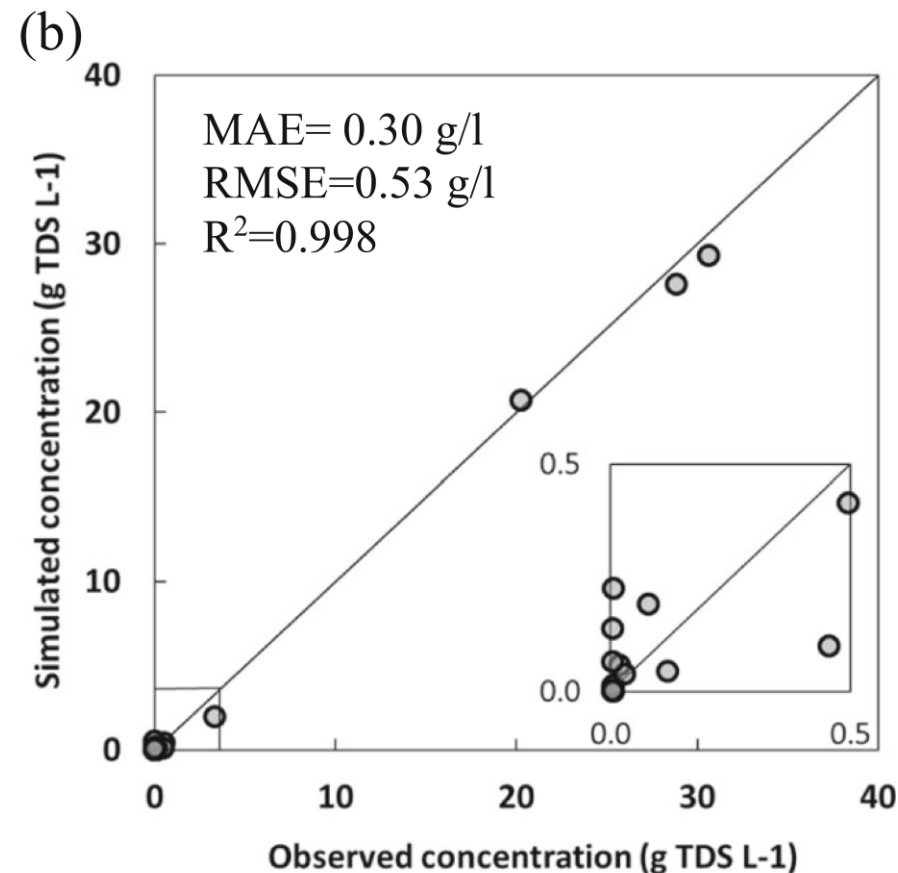 (b)
40
MAE= 0.30 g/l
RMSE=0.53 g/l
R²=0.998
30
20
10
0
Simulated concentration (g TDS L-1)
0.5
0.0
0.0 0.5
0 10 20 30 40
Observed concentration (g TDS L-1)